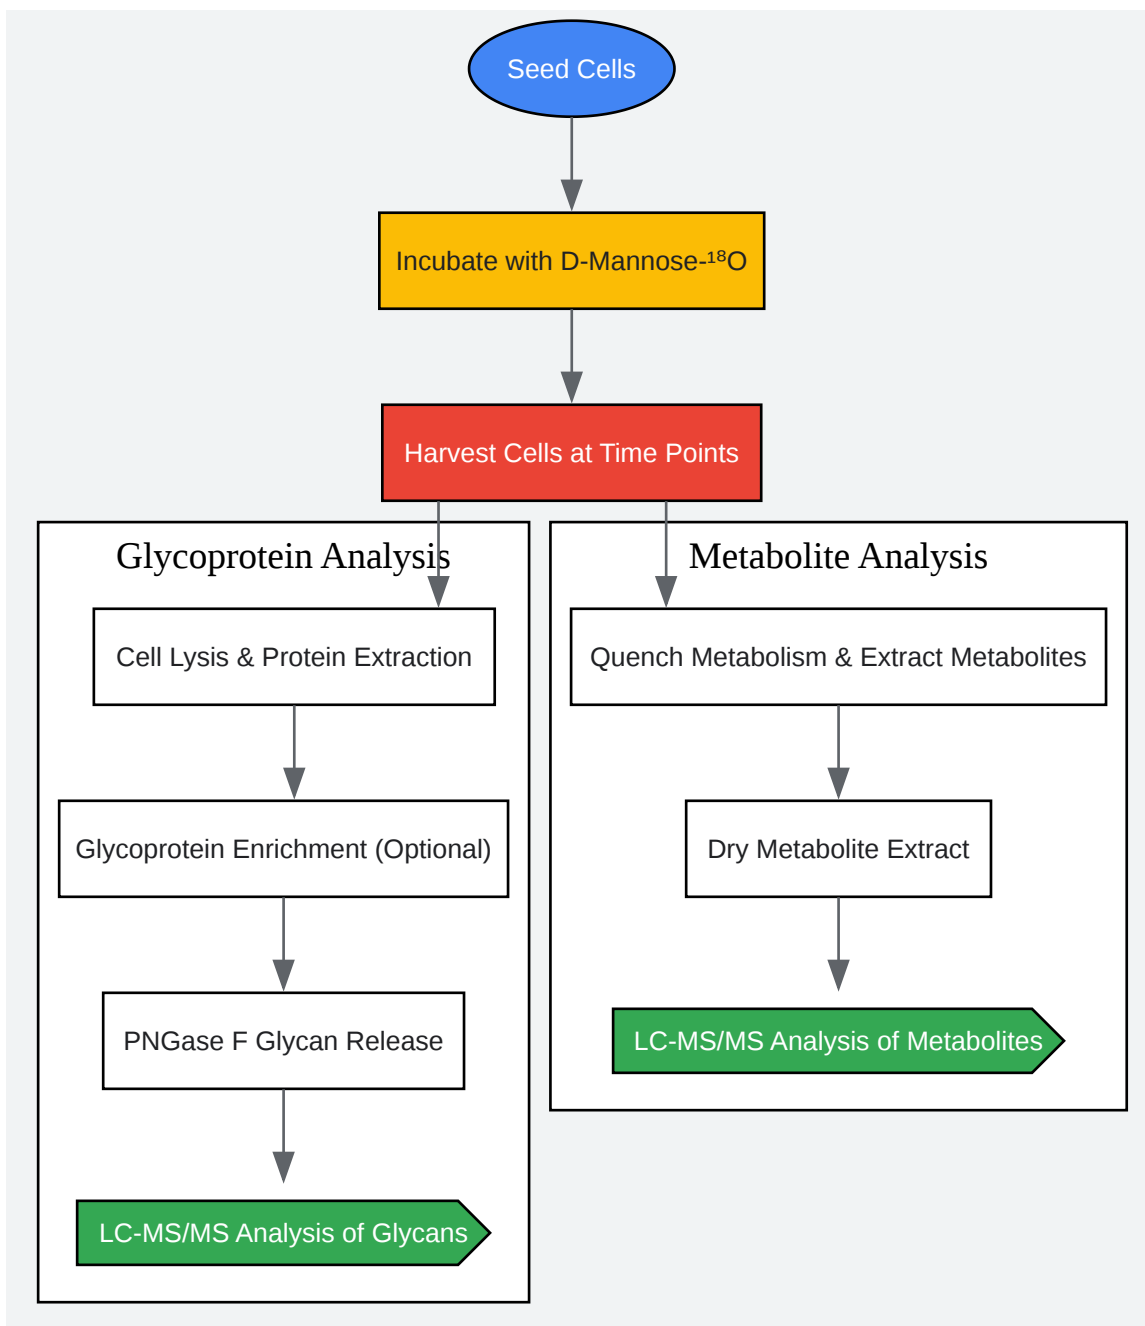 Seed Cells
Incubate with D-Mannose-¹⁸O
Harvest Cells at Time Points
Glycoprotein Analysis
Cell Lysis & Protein Extraction
Glycoprotein Enrichment (Optional)
PNGase F Glycan Release
LC-MS/MS Analysis of Glycans
Metabolite Analysis
Quench Metabolism & Extract Metabolites
Dry Metabolite Extract
LC-MS/MS Analysis of Metabolites